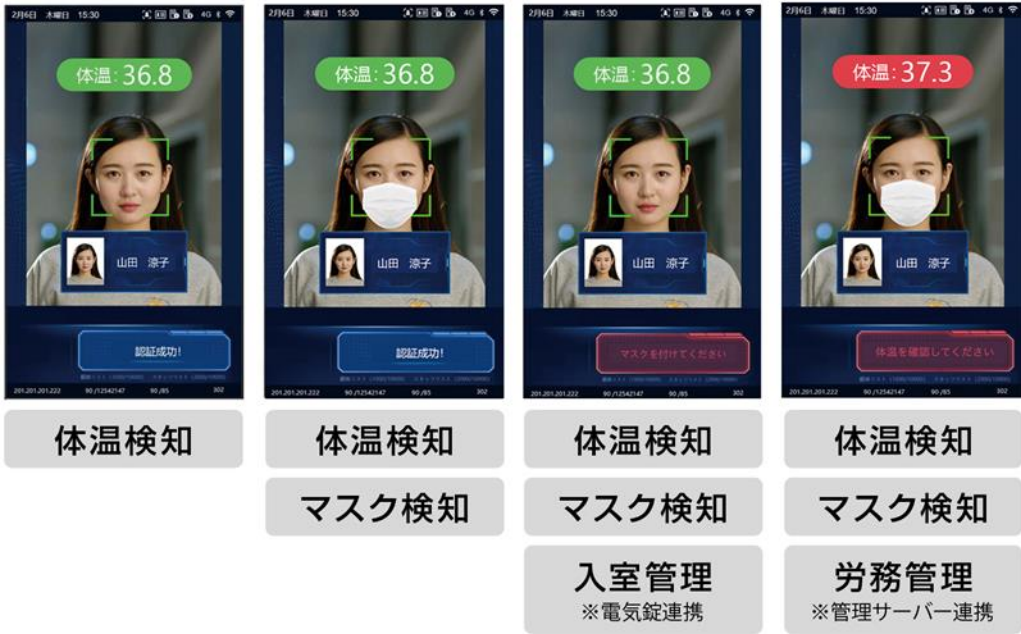 2月6日 木曜日 15:30 4G
体温:36.8
山田 涼子
認証成功!
201.201.201.222 90./12542147 90./85 302
体温検知
2月6日 木曜日 15:30 4G
体温:36.8
山田 涼子
認証成功!
201.201.201.222 90./12542147 90./85 302
体温検知
マスク検知
2月6日 木曜日 15:30 4G
体温:36.8
山田 涼子
マスクを付けてください
201.201.201.222 90./12542147 90./85 302
体温検知
マスク検知
入室管理
※電気錠連携
2月6日 木曜日 15:30 4G
体温:37.3
山田 涼子
体温を確認してください
201.201.201.222 90./12542147 90./85 302
体温検知
マスク検知
労務管理
※管理サーバー連携